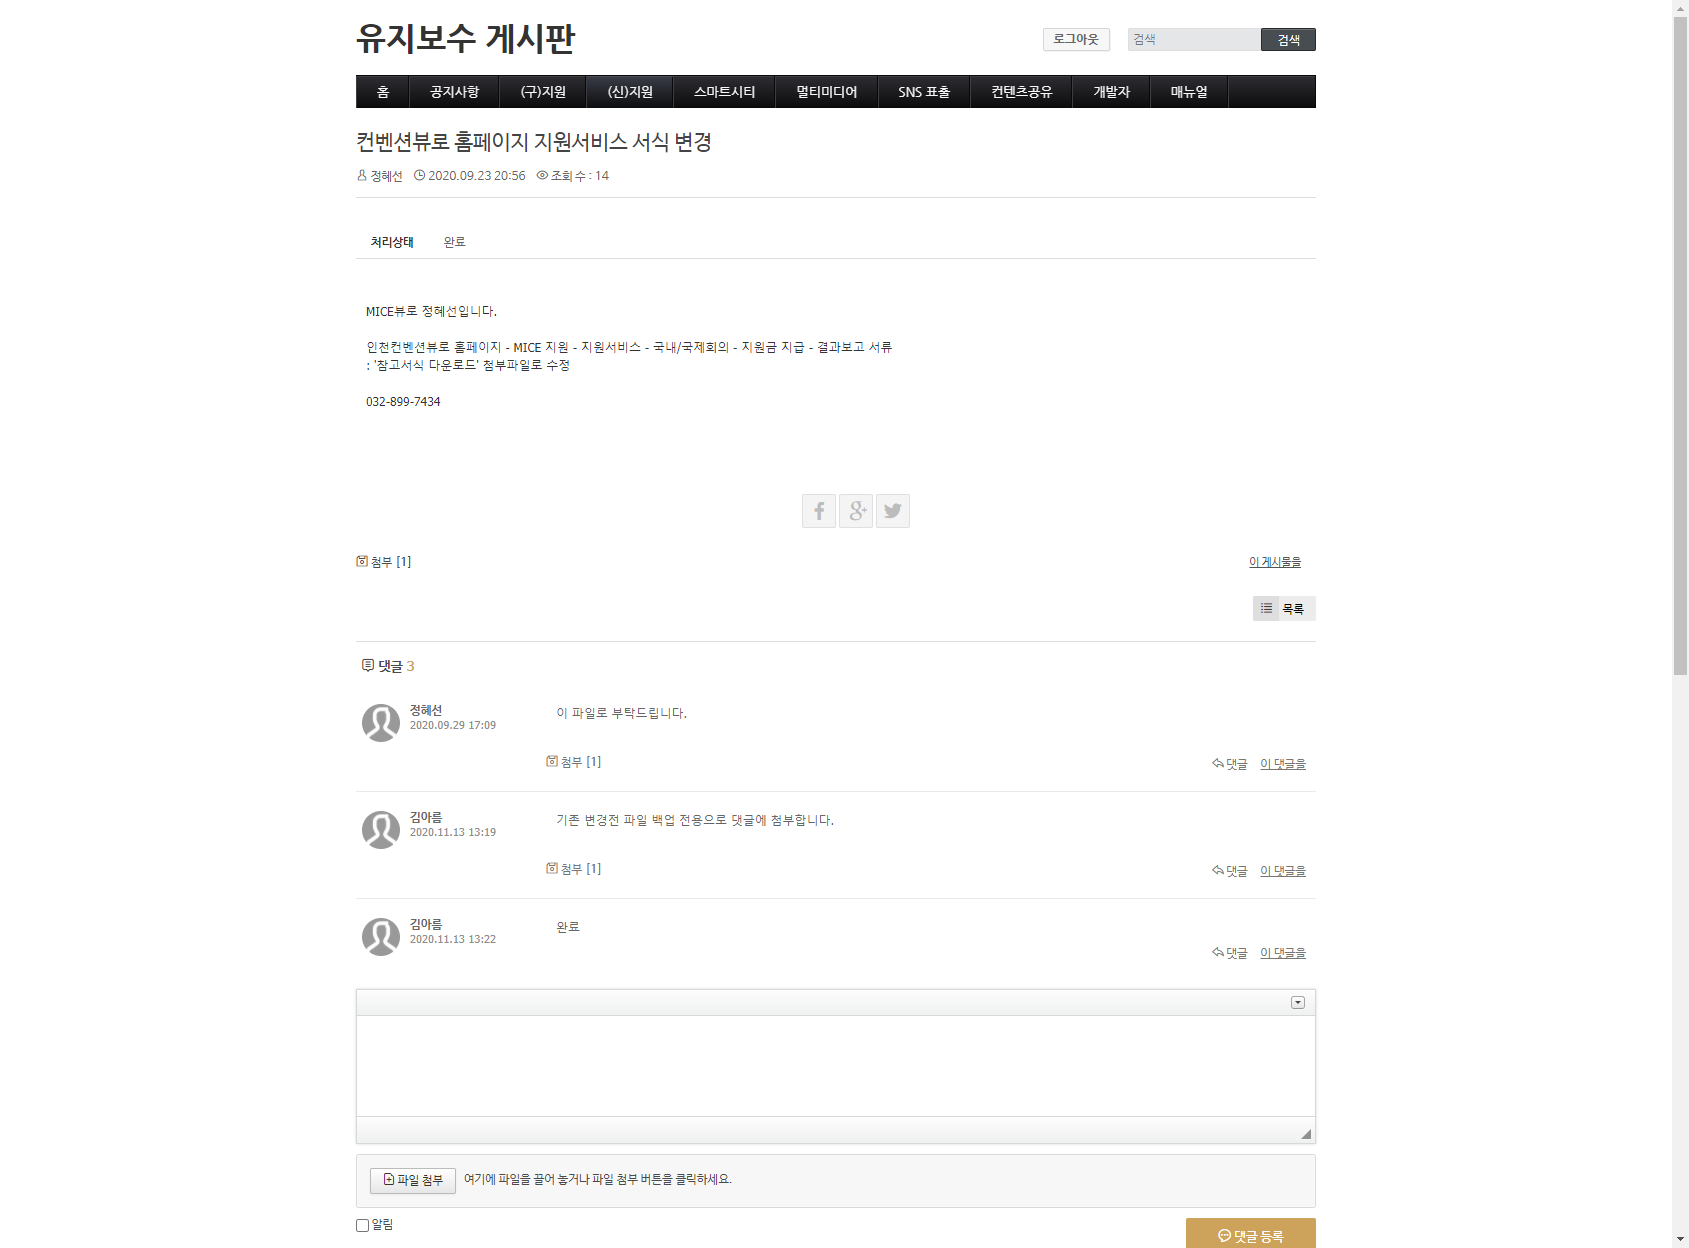 유지보수 게시판
로그아웃
검색
검색
홈
공지사항
(구)지원
(신)지원
스마트시티
멀티미디어
SNS 표출
컨텐츠공유
개발자
매뉴얼
컨벤션뷰로 홈페이지 지원서비스 서식 변경
정혜선 2020.09.23 20:56 조회 수 : 14
처리상태 완료
MICE뷰로 정혜선입니다.
인천컨벤션뷰로 홈페이지 - MICE 지원 - 지원서비스 - 국내/국제회의 - 지원금 지급 - 결과보고 서류
: '참고서식 다운로드' 첨부파일로 수정
032-899-7434
첨부 [1]
이 게시물을
목록
댓글 3
정혜선
2020.09.29 17:09
이 파일로 부탁드립니다.
첨부 [1]
댓글 이 댓글을
김아름
2020.11.13 13:19
기존 변경전 파일 백업 전용으로 댓글에 첨부합니다.
첨부 [1]
댓글 이 댓글을
김아름
2020.11.13 13:22
완료
댓글 이 댓글을
파일 첨부 여기에 파일을 끌어 놓거나 파일 첨부 버튼을 클릭하세요.
알림
댓글 등록